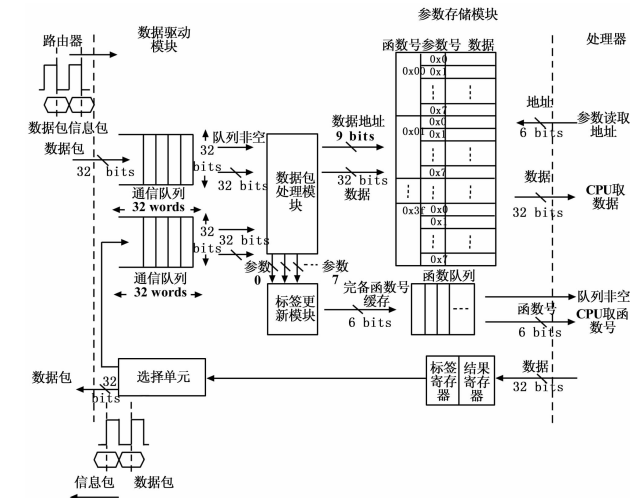 参数存储模块
路由器
数据驱动
模块
处理器
函数号参数号 数据
0x00
0x0
0x1
0x7
数据包信息包
数据包
32 bits
队列非空
32
bits
32 bits
通信队列
32 words
数据包
处理模
块
数据地址
9 bits
32 bits
数据
0x01
0x0
0x1
0x7
0x3f
0x0
0x1
0x7
地址
6 bits
参数读取
地址
数据
32 bits
CPU取
数据
32
bits
32 bits
通信队列
32 words
参数
0
参数
7
标签更
新模块
完备函数号
缓存
6 bits
函数队列
队列非空
函数号
6 bits
CPU取函
数号
数据包
32
bits
选择单元
标签
寄存
器
结果
寄存
器
数据
32 bits
信息包 数据包